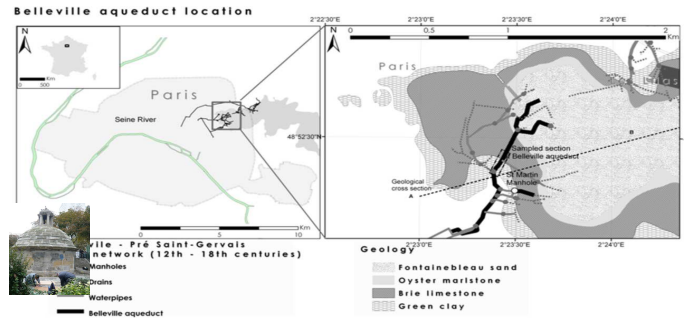 Belleville aqueduct location
N
0
500
Km
Paris
Seine River
0
5
10
Km
2°22'30"E
2°23'0"E
2°23'30"E
2°24'0"E
N
0
0.5
1
2
Km
Paris
48°52'30"N
Sampled section
Belleville aqueduct
St Martin
Manhole
Geological
cross section
A
B
2°23'0"E
2°23'30"E
2°24'0"E
ville - Pré Saint-Gervais
network (12th - 18th centuries)
Manholes
Drains
Waterpipes
Belleville aqueduct
Geology
Fontainebleau sand
Oyster marlstone
Brie limestone
Green clay